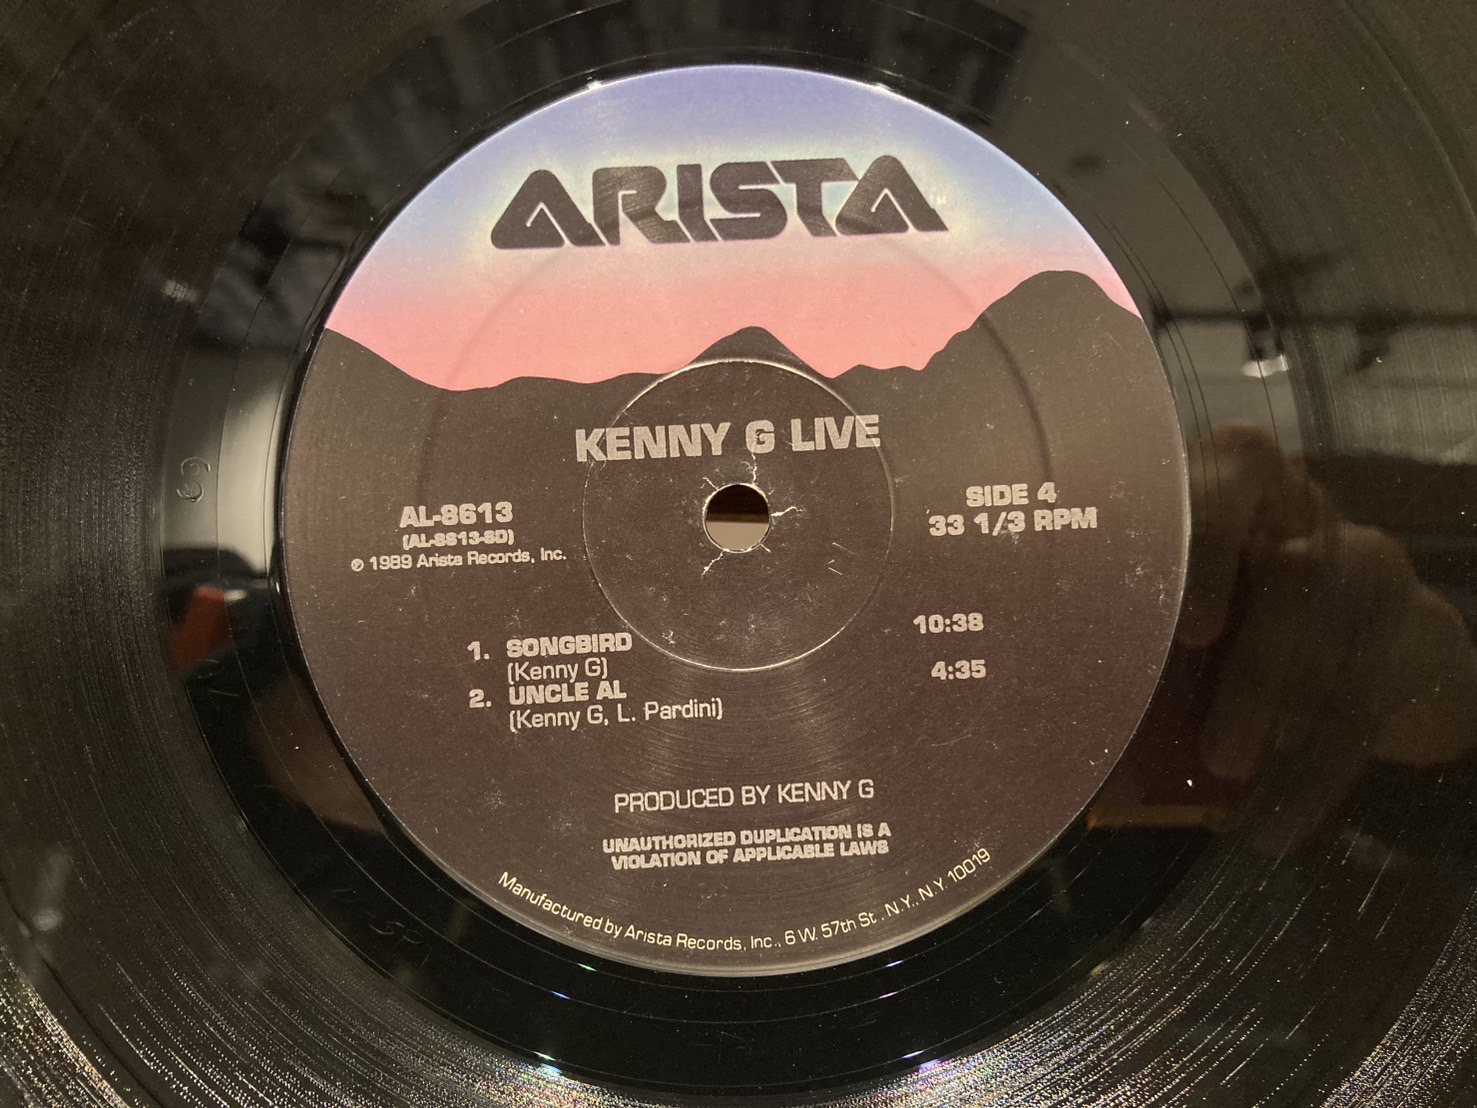 ARISTA
KENNY G LIVE
AL-8613
(AL-8613-SD)
℗ 1989 Arista Records, Inc.
SIDE 4
33 1/3 RPM
1. SONGBIRD 10:38
(Kenny G)
2. UNCLE AL 4:35
(Kenny G, L. Pardini)
PRODUCED BY KENNY G
UNAUTHORIZED DUPLICATION IS A
VIOLATION OF APPLICABLE LAWS
Manufactured by Arista Records, Inc., 6 W. 57th St., N.Y., N.Y. 10019